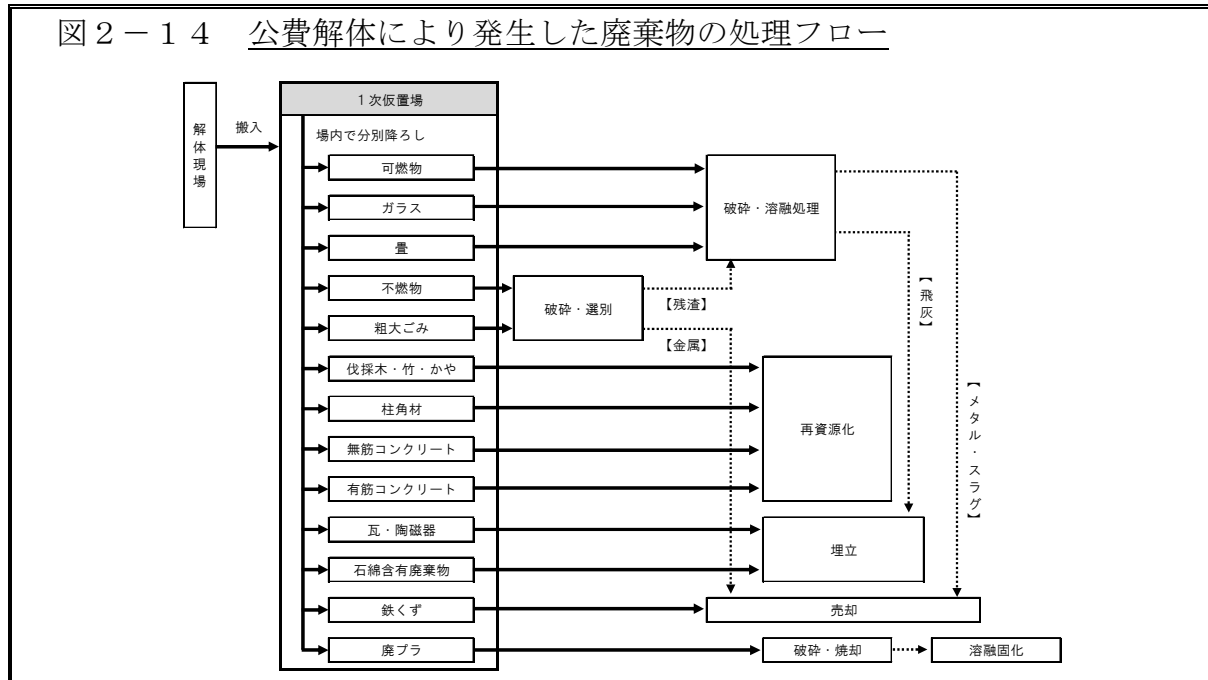 図２－１４　公費解体により発生した廃棄物の処理フロー
解体現場
搬入
１次仮置場
場内で分別降ろし
可燃物
ガラス
畳
不燃物
粗大ごみ
伐採木・竹・かや
柱角材
無筋コンクリート
有筋コンクリート
瓦・陶磁器
石綿含有廃棄物
鉄くず
廃プラ
破砕・選別
【残渣】
【金属】
破砕・溶融処理
【飛灰】
【メタル・スラグ】
再資源化
埋立
売却
破砕・焼却
溶融固化